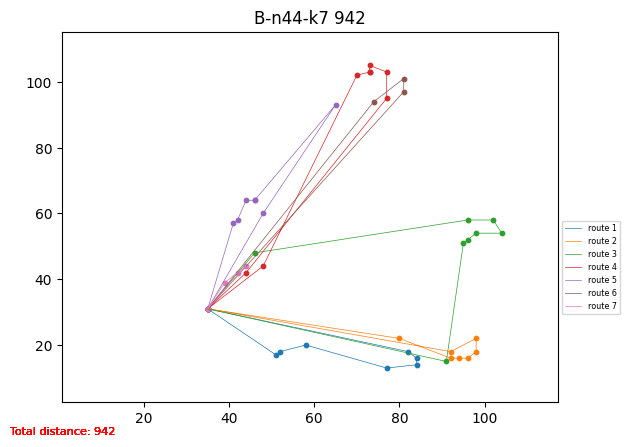 B-n44-k7 942
100
80
60
40
20
20 40 60 80 100
route 1
route 2
route 3
route 4
route 5
route 6
route 7
Total distance: 942